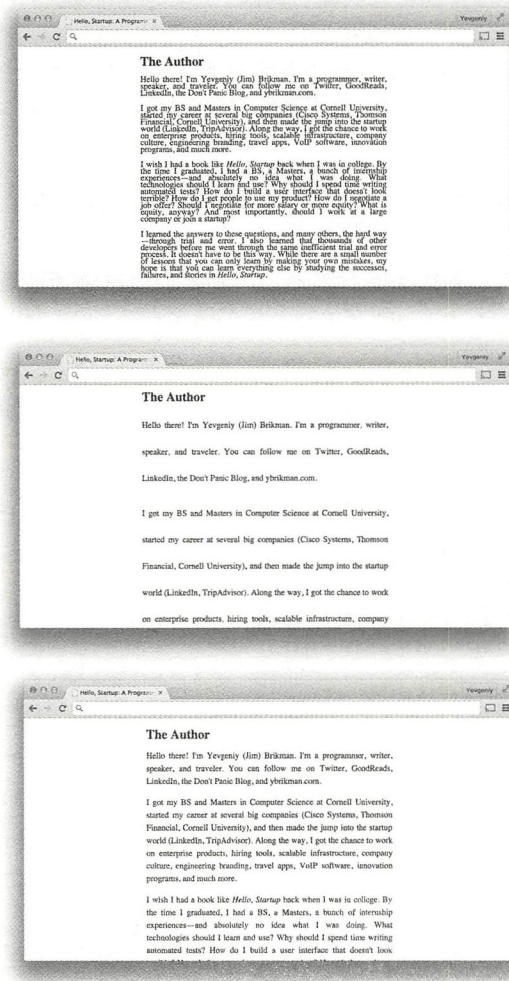 Hello, Startup: A Program
Yevgeniy
The Author
Hello there! I'm Yevgeniy (Jim) Brikman. I'm a programmer, writer,
speaker, and traveler. You can follow me on Twitter, GoodReads,
LinkedIn, the Don't Panic Blog, and ybrikman.com.
I got my BS and Masters in Computer Science at Cornell University,
started my career at several big companies (Cisco Systems, Thomson
Financial, Cornell University), and then made the jump into the startup
world (LinkedIn, TripAdvisor). Along the way, I got the chance to work
on enterprise products, hiring tools, scalable infrastructure, company
culture, engineering branding, travel apps, VoIP software, innovation
programs, and much more.
I wish I had a book like Hello, Startup back when I was in college. By
the time I graduated, I had a BS, a Masters, a bunch of internship
experiences—and absolutely no idea what I was doing. What
technologies should I learn and use? Why should I spend time writing
automated tests? How do I build a user interface that doesn't look
terrible? How do I get people to use my product? How do I negotiate a
job offer? Should I negotiate for more salary or more equity? What is
equity, anyway? And most importantly, should I work at a large
company or join a startup?
I learned the answers to these questions, and many others, the hard way
—through trial and error. I also learned that thousands of other
developers before me went through the same inefficient trial and error
process. It doesn't have to be this way. While there are a small number
of lessons that you can only learn by making your own mistakes, my
hope is that you can learn everything else by studying the successes,
failures, and stories in Hello, Startup.
Hello, Startup: A Program
Yevgeniy
The Author
Hello there! I'm Yevgeniy (Jim) Brikman. I'm a programmer, writer,
speaker, and traveler. You can follow me on Twitter, GoodReads,
LinkedIn, the Don't Panic Blog, and ybrikman.com.
I got my BS and Masters in Computer Science at Cornell University,
started my career at several big companies (Cisco Systems, Thomson
Financial, Cornell University), and then made the jump into the startup
world (LinkedIn, TripAdvisor). Along the way, I got the chance to work
on enterprise products, hiring tools, scalable infrastructure, company
Hello, Startup: A Program
Yevgeniy
The Author
Hello there! I'm Yevgeniy (Jim) Brikman. I'm a programmer, writer,
speaker, and traveler. You can follow me on Twitter, GoodReads,
LinkedIn, the Don't Panic Blog, and ybrikman.com.
I got my BS and Masters in Computer Science at Cornell University,
started my career at several big companies (Cisco Systems, Thomson
Financial, Cornell University), and then made the jump into the startup
world (LinkedIn, TripAdvisor). Along the way, I got the chance to work
on enterprise products, hiring tools, scalable infrastructure, company
culture, engineering branding, travel apps, VoIP software, innovation
programs, and much more.
I wish I had a book like Hello, Startup back when I was in college. By
the time I graduated, I had a BS, a Masters, a bunch of internship
experiences—and absolutely no idea what I was doing. What
technologies should I learn and use? Why should I spend time writing
automated tests? How do I build a user interface that doesn't look